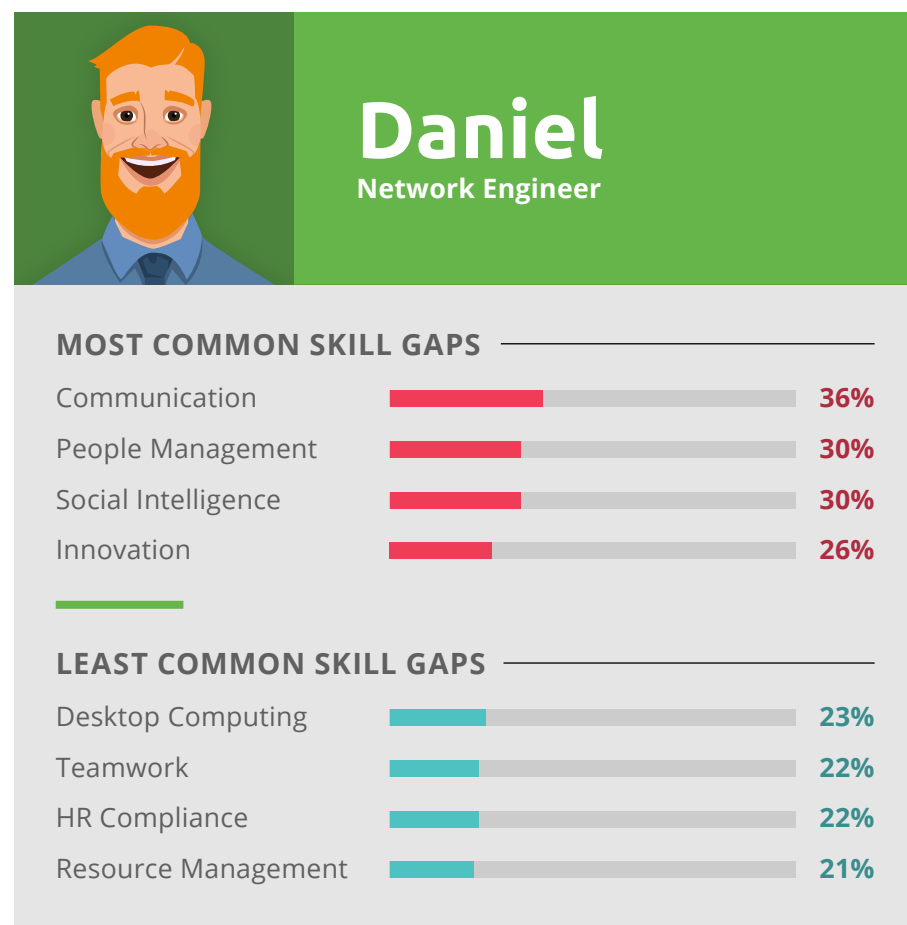 Daniel
Network Engineer
MOST COMMON SKILL GAPS
Communication 36%
People Management 30%
Social Intelligence 30%
Innovation 26%
LEAST COMMON SKILL GAPS
Desktop Computing 23%
Teamwork 22%
HR Compliance 22%
Resource Management 21%